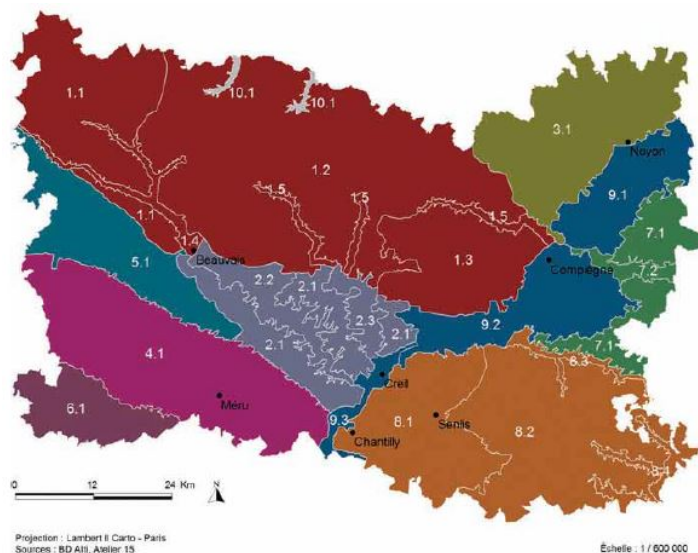 1.1
10.1
10.1
3.1
Noyon
1.2
9.1
1.5
1.5
1.1
1.5
7.1
1.4
Beauvais
1.3
Compiègne
7.2
5.1
2.2
2.1
2.3
9.2
2.1
2.1
7.1
4.1
8.3
Creil
6.1
Méru
9.3
8.1
Senlis
8.2
Chantilly
0 12 24 Km
N
Projection : Lambert II Carto - Paris
Sources : BD Alti, Atelier 15
Échelle : 1 / 600 000